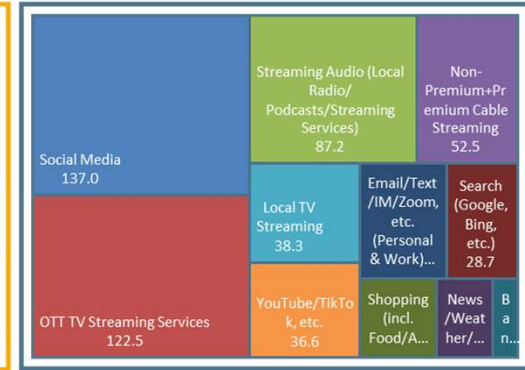 Social Media
137.0
OTT TV Streaming Services
122.5
Streaming Audio (Local
Radio/
Podcasts/Streaming
Services)
87.2
Non-
Premium+Pr
emium Cable
Streaming
52.5
Local TV
Streaming
38.3
YouTube/TikTo
k, etc.
36.6
Email/Text
/IM/Zoom,
etc.
(Personal
& Work)...
Search
(Google,
Bing,
etc.)
28.7
Shopping
(incl.
Food/A...
News
/Weat
her/...
Ba
n...